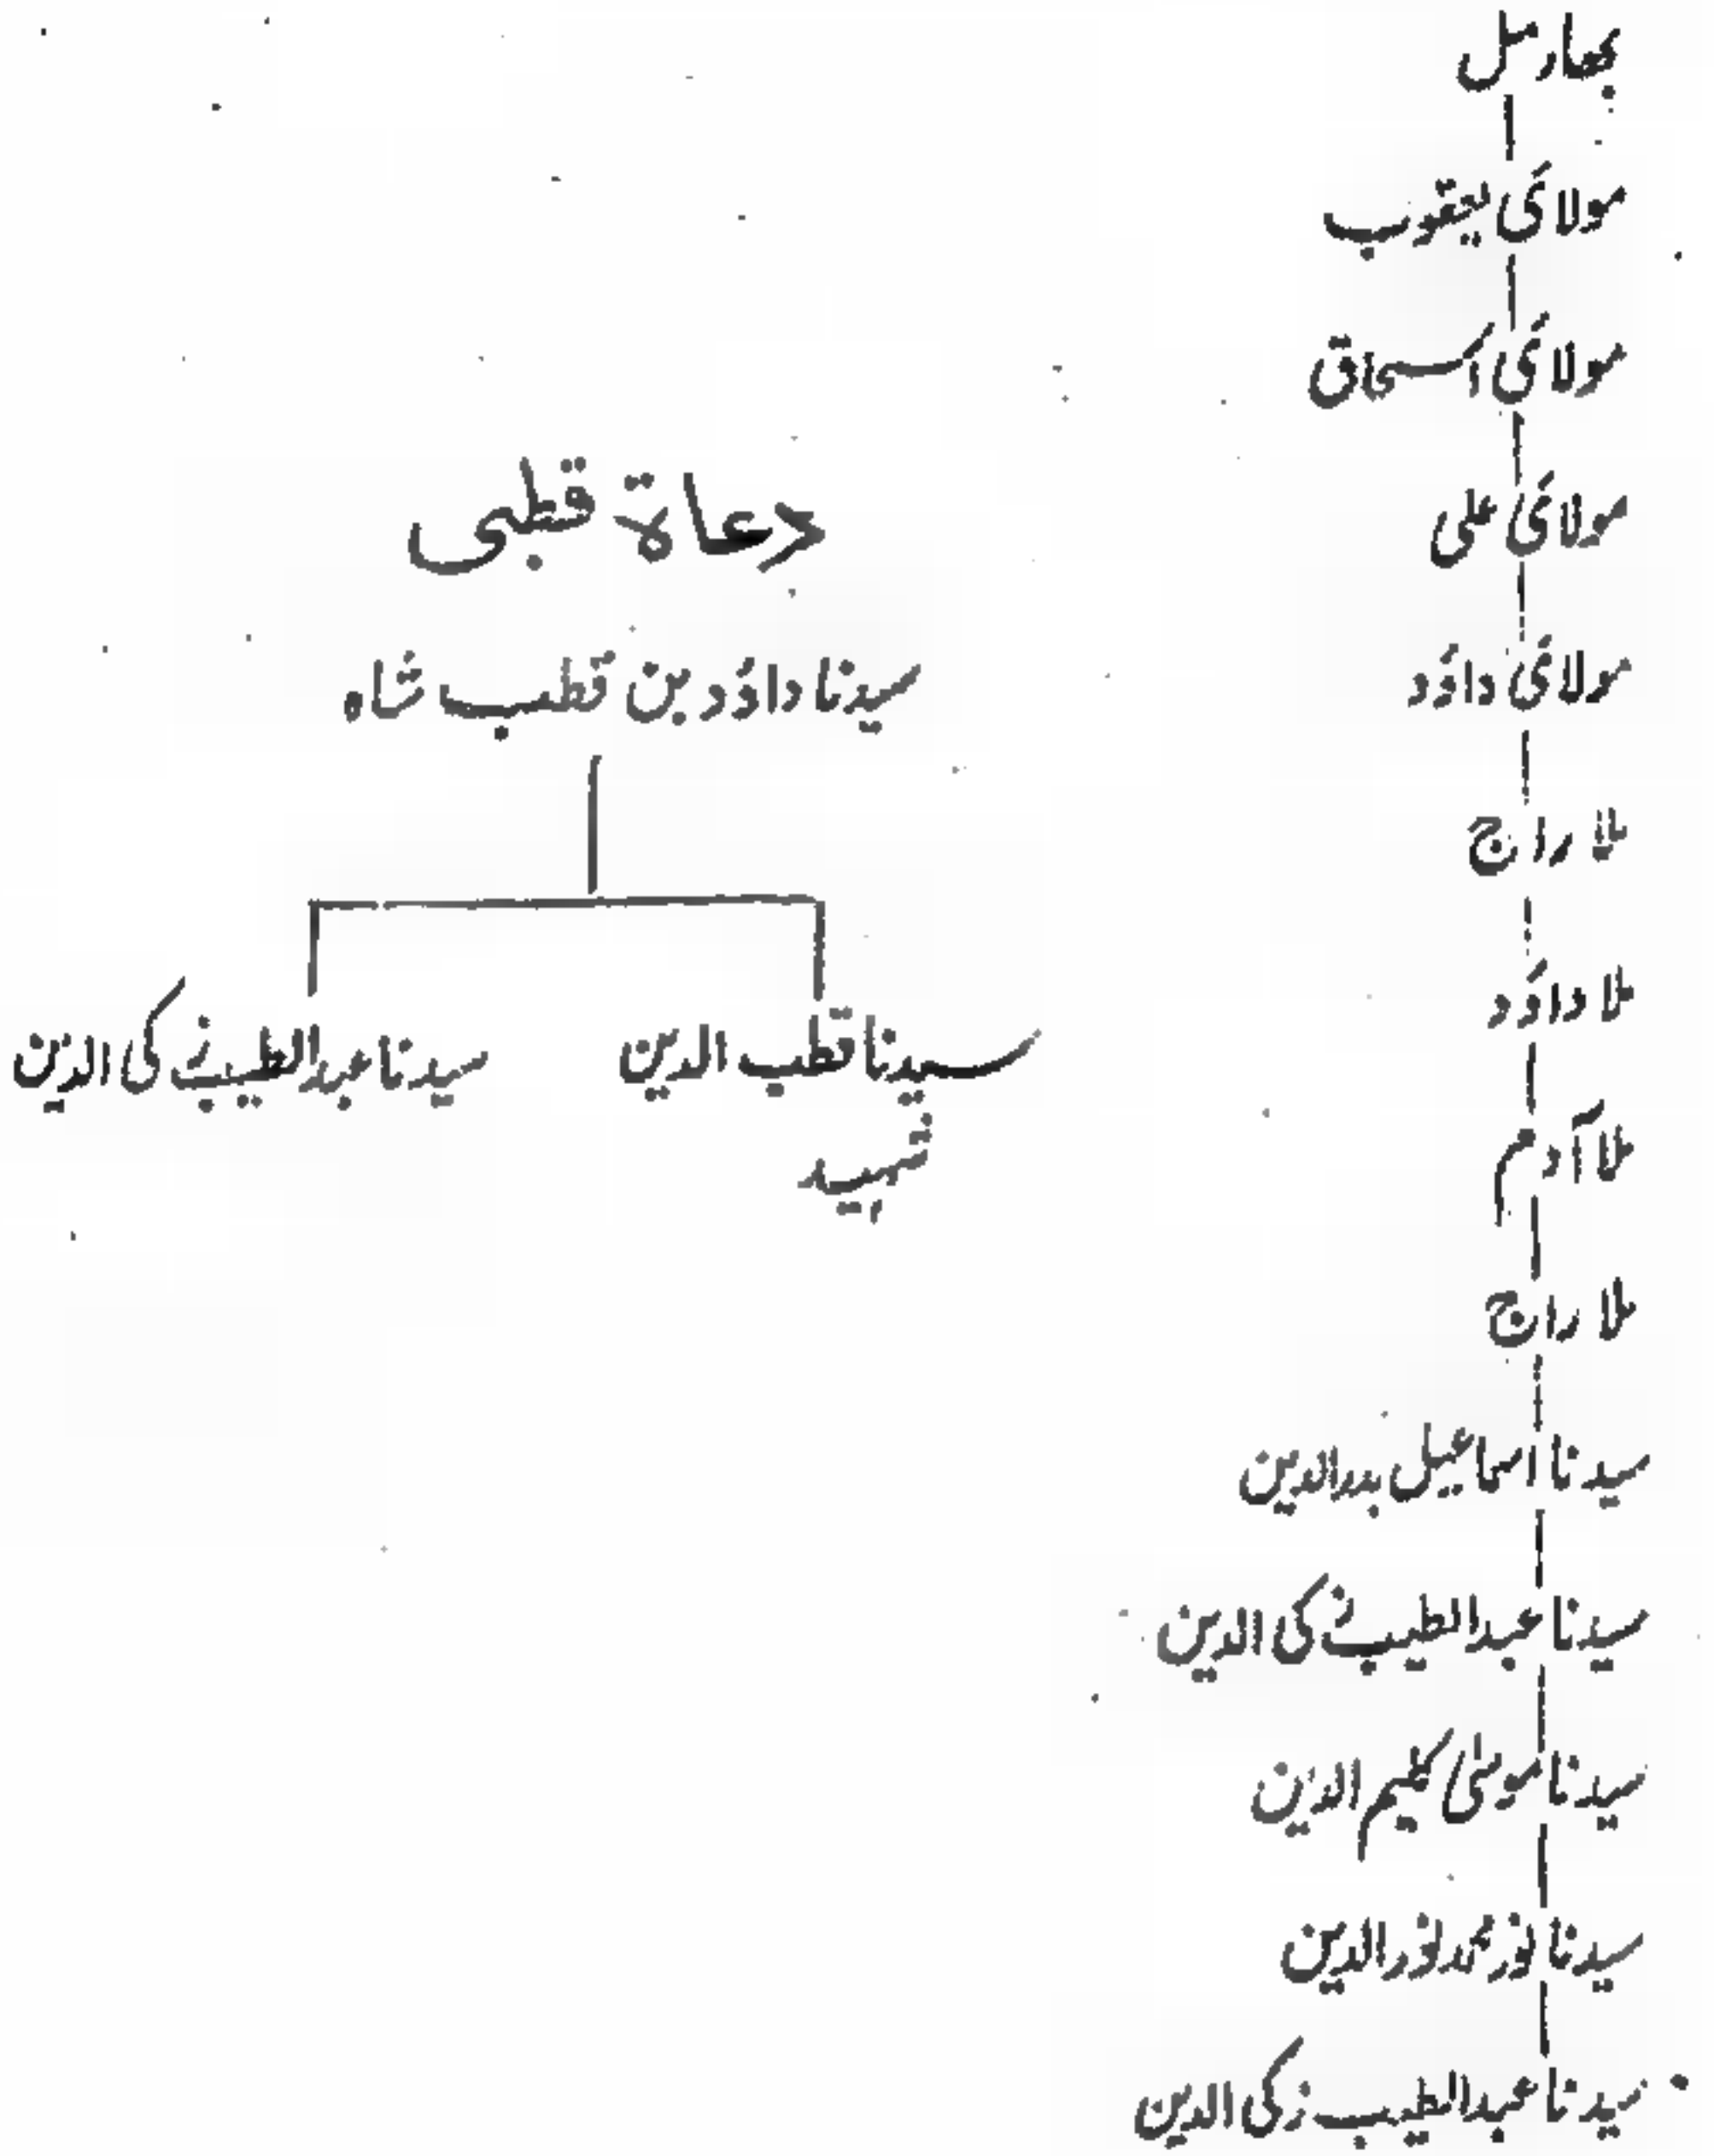 بھارمل
مولائی یعقوب
مولائی اسحاق
مولائی علی
مولائی داؤد
ملا راج
ملا داؤد
ملا آدم
ملا راج
سیدنا اسماعیل بدرالدین
سیدنا عبدالطیب زکی الدین
سیدنا موسیٰ کلیم الدین
سیدنا نور محمد نورالدین
سیدنا عبدالطیب زکی الدین
دعاۃ قطبی
سیدنا داؤد بن قطب شاہ
سیدنا قطب الدین
شہید
سیدنا عبدالطیب زکی الدین